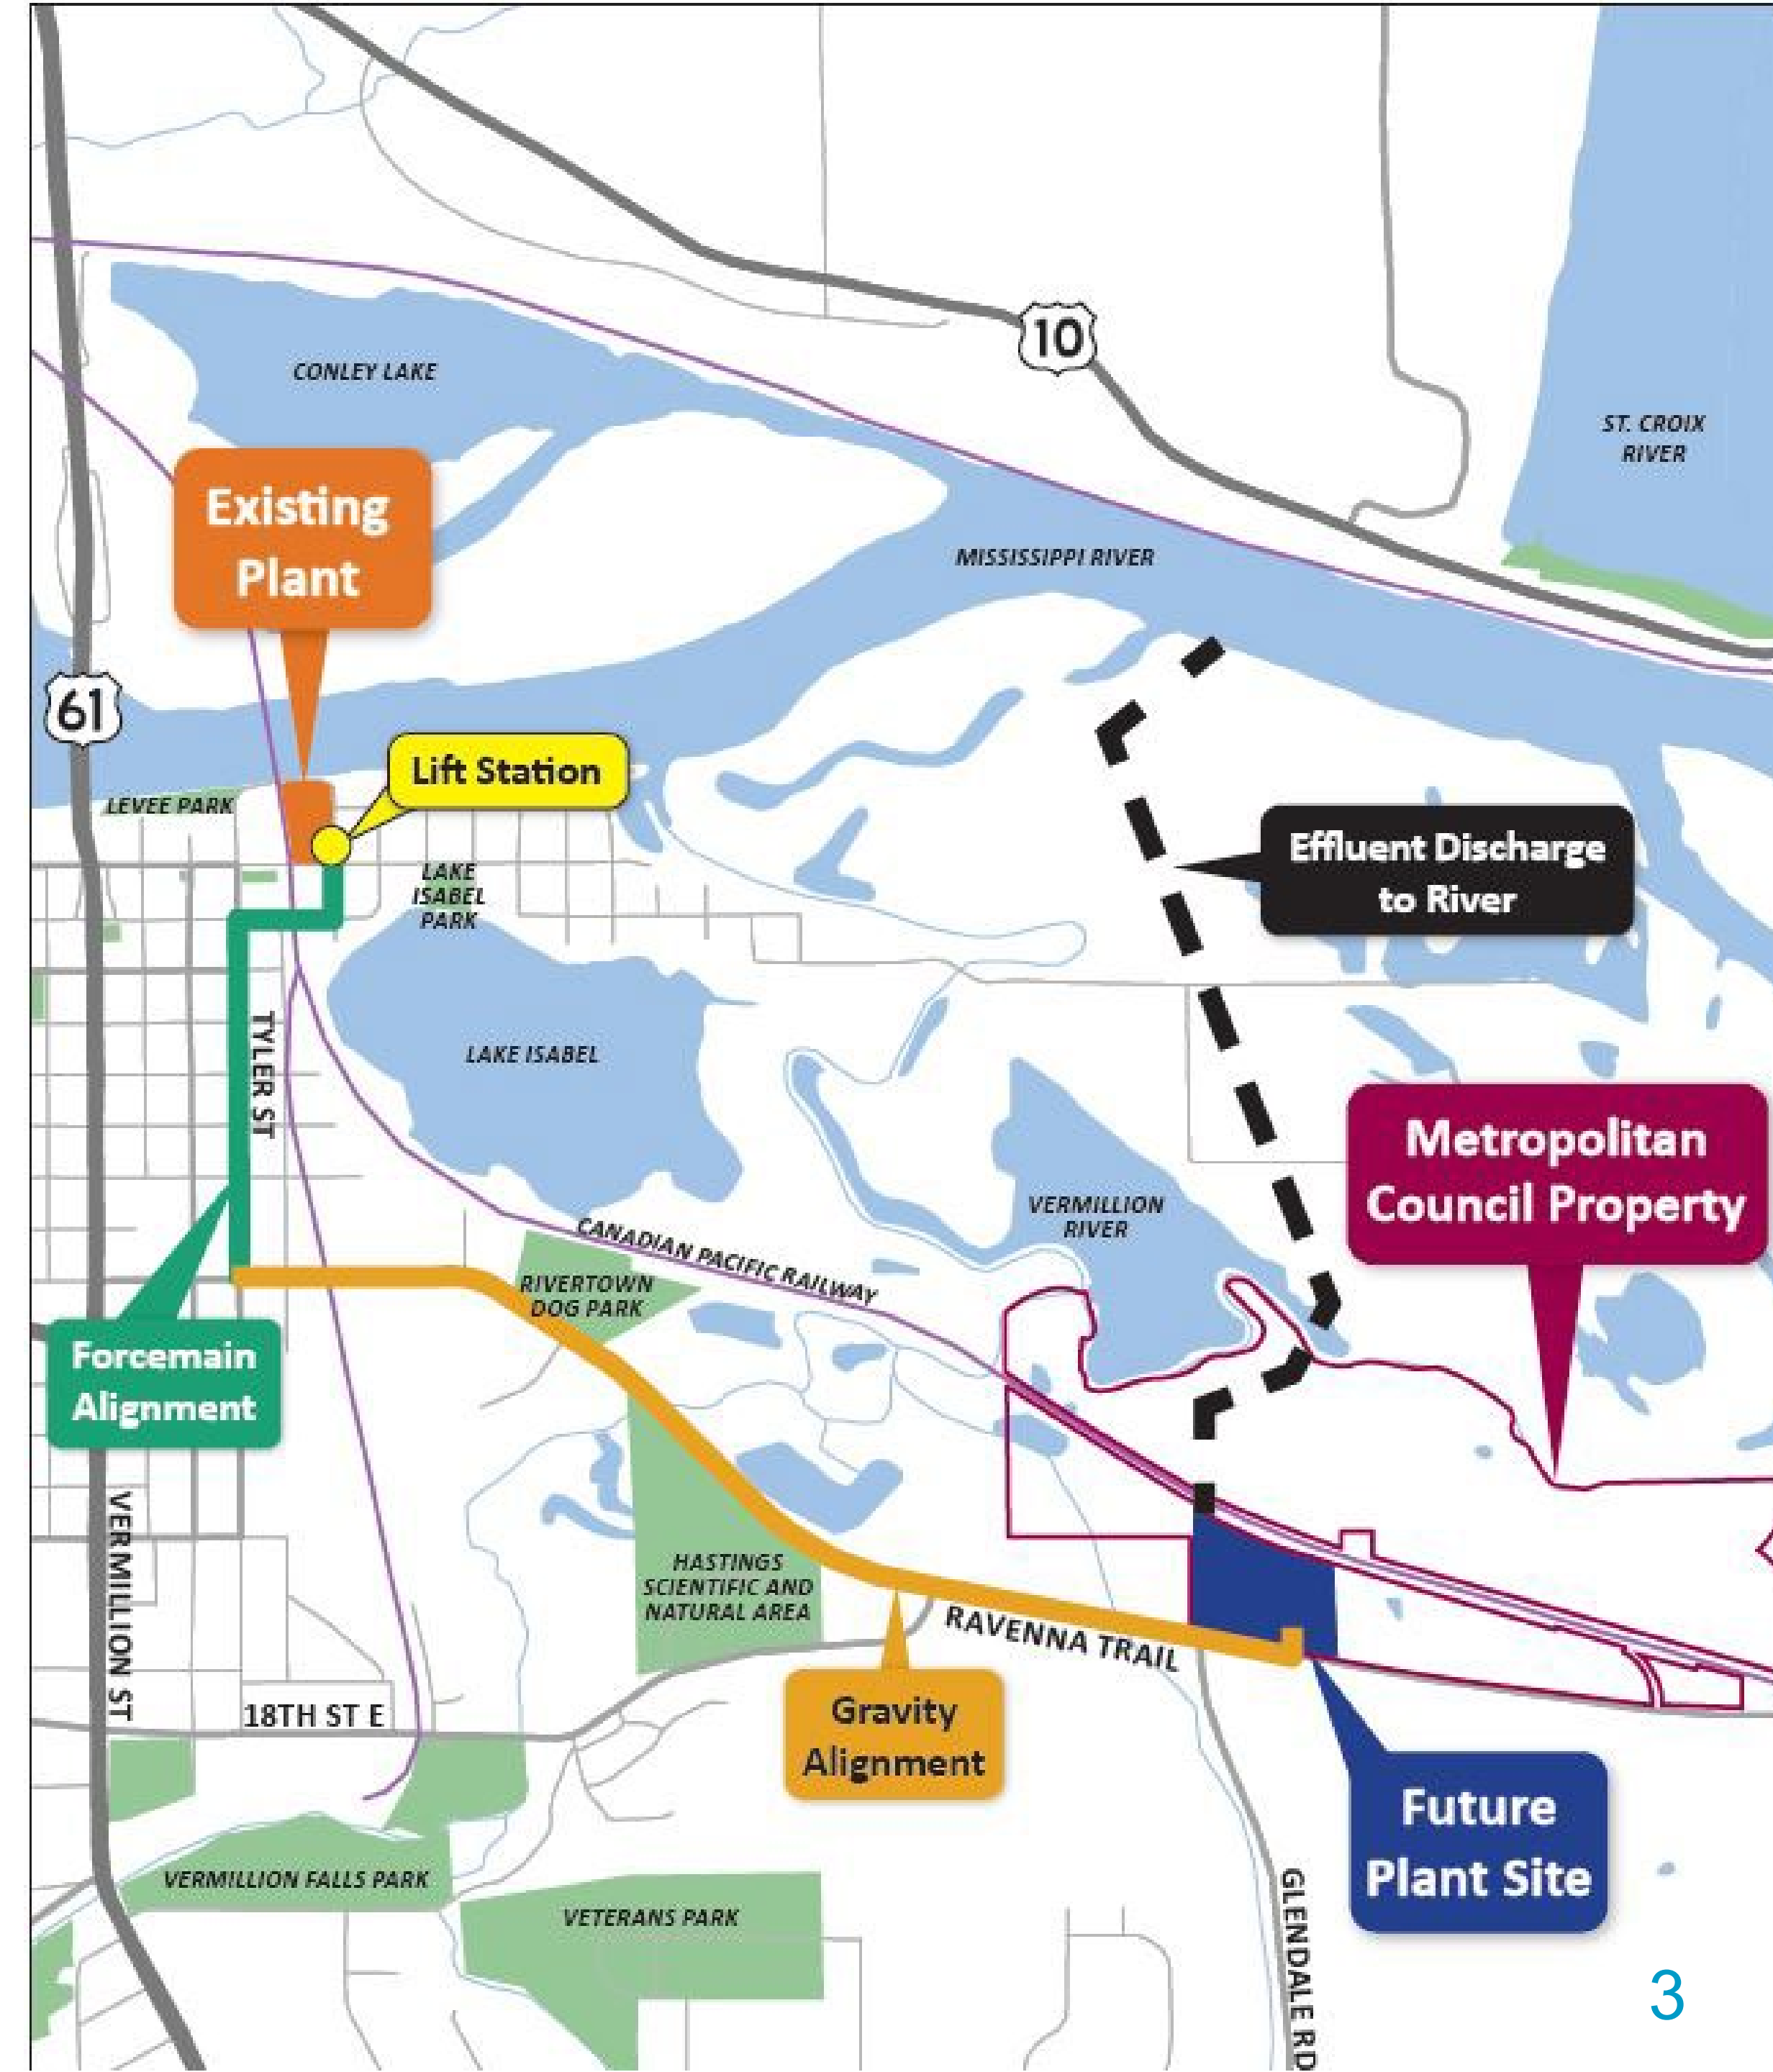 10
CONLEY LAKE
ST. CROIX
RIVER
Existing
Plant
MISSISSIPPI RIVER
61
Lift Station
LEVEE PARK
Effluent Discharge
to River
LAKE
ISABEL
PARK
TYLER ST
LAKE ISABEL
Metropolitan
Council Property
VERMILLION
RIVER
CANADIAN PACIFIC RAILWAY
RIVERTOWN
DOG PARK
Forcemain
Alignment
VERMILLION ST
HASTINGS
SCIENTIFIC AND
NATURAL AREA
RAVENNA TRAIL
18TH ST E
Gravity
Alignment
Future
Plant Site
VERMILLION FALLS PARK
VETERANS PARK
GLENDALE RD
3